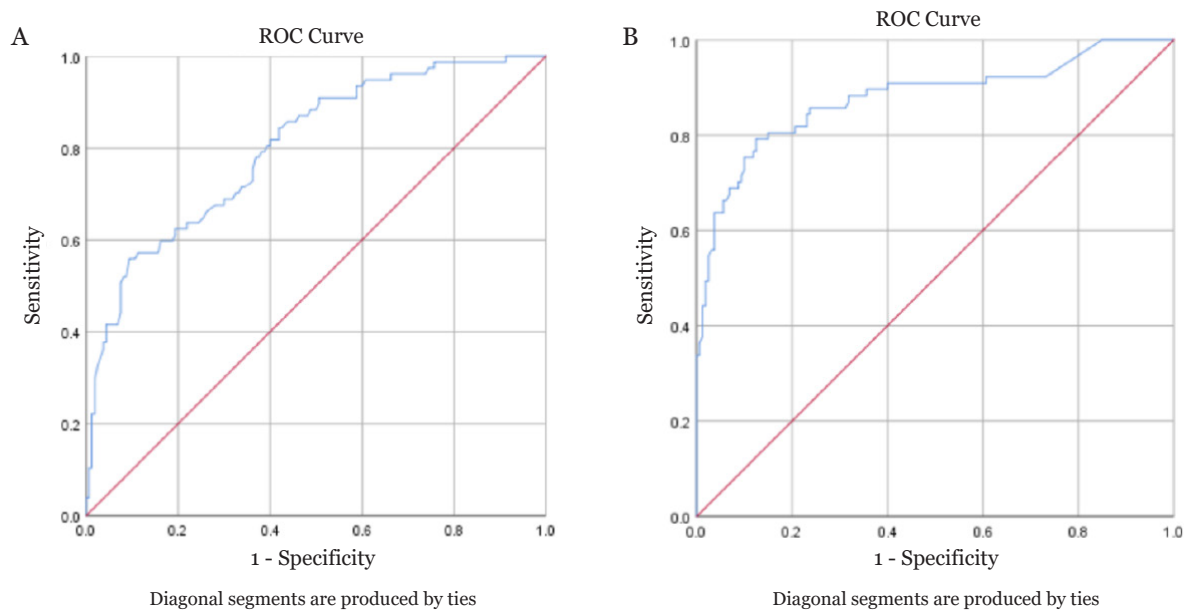 A
ROC Curve
1.0
0.8
0.6
0.4
0.2
0.0
Sensitivity
0.0 0.2 0.4 0.6 0.8 1.0
1 - Specificity
Diagonal segments are produced by ties
B
ROC Curve
1.0
0.8
0.6
0.4
0.2
0.0
Sensitivity
0.0 0.2 0.4 0.6 0.8 1.0
1 - Specificity
Diagonal segments are produced by ties